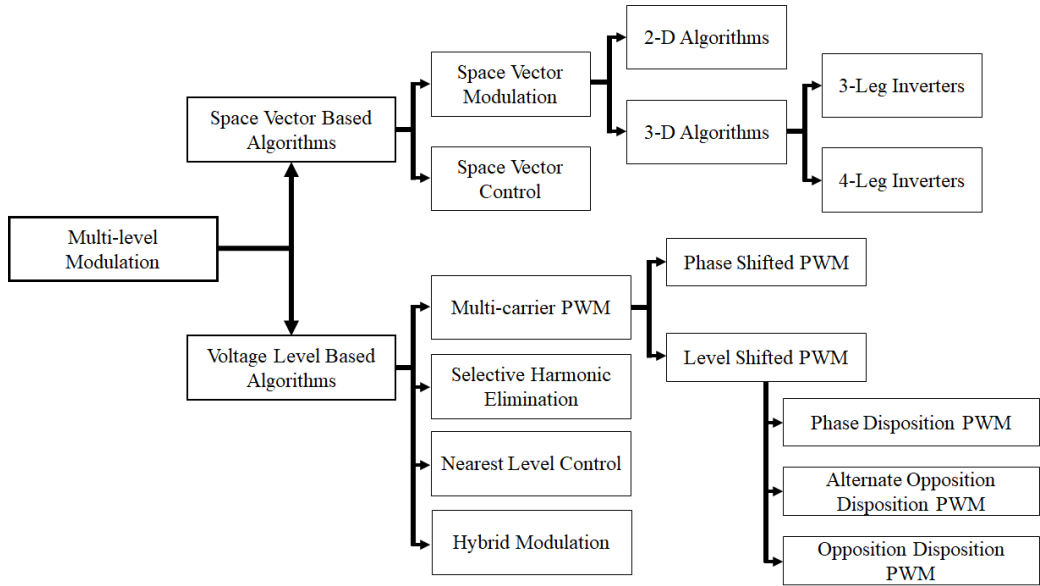 2-D Algorithms
Space Vector
Modulation
3-Leg Inverters
Space Vector Based
Algorithms
3-D Algorithms
Space Vector
Control
4-Leg Inverters
Multi-level
Modulation
Phase Shifted PWM
Multi-carrier PWM
Voltage Level Based
Algorithms
Level Shifted PWM
Selective Harmonic
Elimination
Phase Disposition PWM
Nearest Level Control
Alternate Opposition
Disposition PWM
Hybrid Modulation
Opposition Disposition
PWM